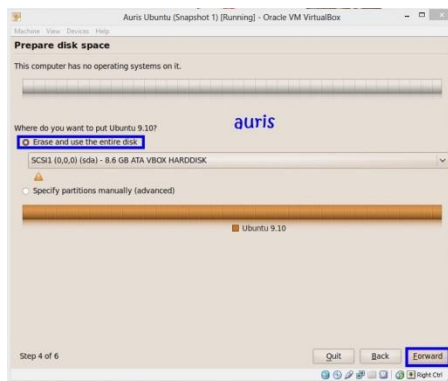 Auris Ubuntu (Snapshot 1) [Running] - Oracle VM VirtualBox
Machine View Devices Help
Prepare disk space
This computer has no operating systems on it.
auris
Where do you want to put Ubuntu 9.10?
Erase and use the entire disk
SCSI1 (0,0,0) (sda) - 8.6 GB ATA VBOX HARDDISK
Specify partitions manually (advanced)
Ubuntu 9.10
Step 4 of 6
Quit Back Forward
Right Ctrl